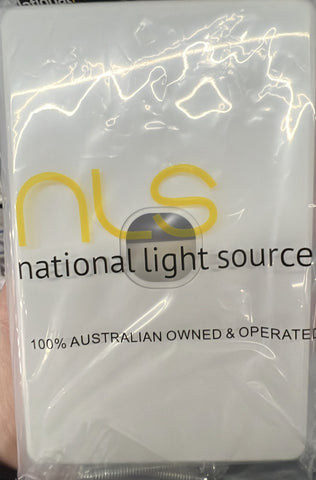 nls
national light source
100% AUSTRALIAN OWNED & OPERATED